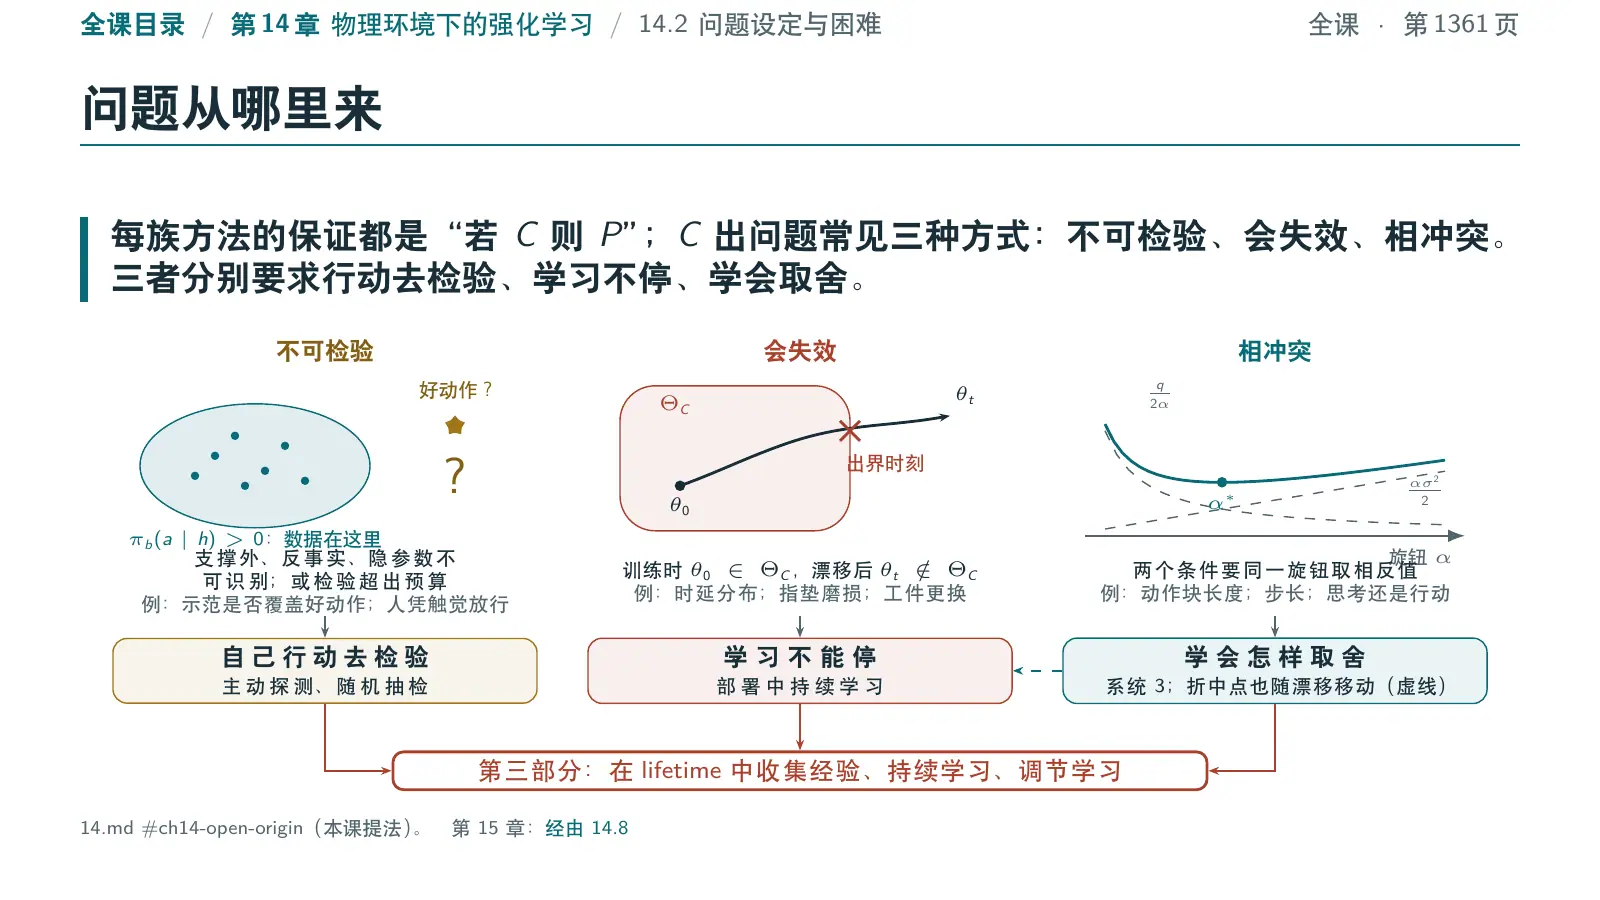 全课目录 / 第14章 物理环境下的强化学习 / 14.2 问题设定与困难
全课 · 第1361页
问题从哪里来
每族方法的保证都是“若 C 则 P”；C 出问题常见三种方式：不可检验、会失效、相冲突。
三者分别要求行动去检验、学习不停、学会取舍。
不可检验
好动作？
?
π_b(a | h) > 0：数据在这里
支撑外、反事实、隐参数不
可识别；或检验超出预算
例：示范是否覆盖好动作；人凭触觉放行
自己行动去检验
主动探测、随机抽检
会失效
Θ_C
θ_t
出界时刻
θ_0
训练时 θ_0 ∈ Θ_C，漂移后 θ_t ∉ Θ_C
例：时延分布；指垫磨损；工件更换
学习不能停
部署中持续学习
相冲突
q/2α
ασ²/2
α*
旋钮 α
两个条件要同一旋钮取相反值
例：动作块长度；步长；思考还是行动
学会怎样取舍
系统 3；折中点也随漂移移动（虚线）
第三部分：在 lifetime 中收集经验、持续学习、调节学习
14.md #ch14-open-origin（本课提法）。 第 15 章：经由 14.8